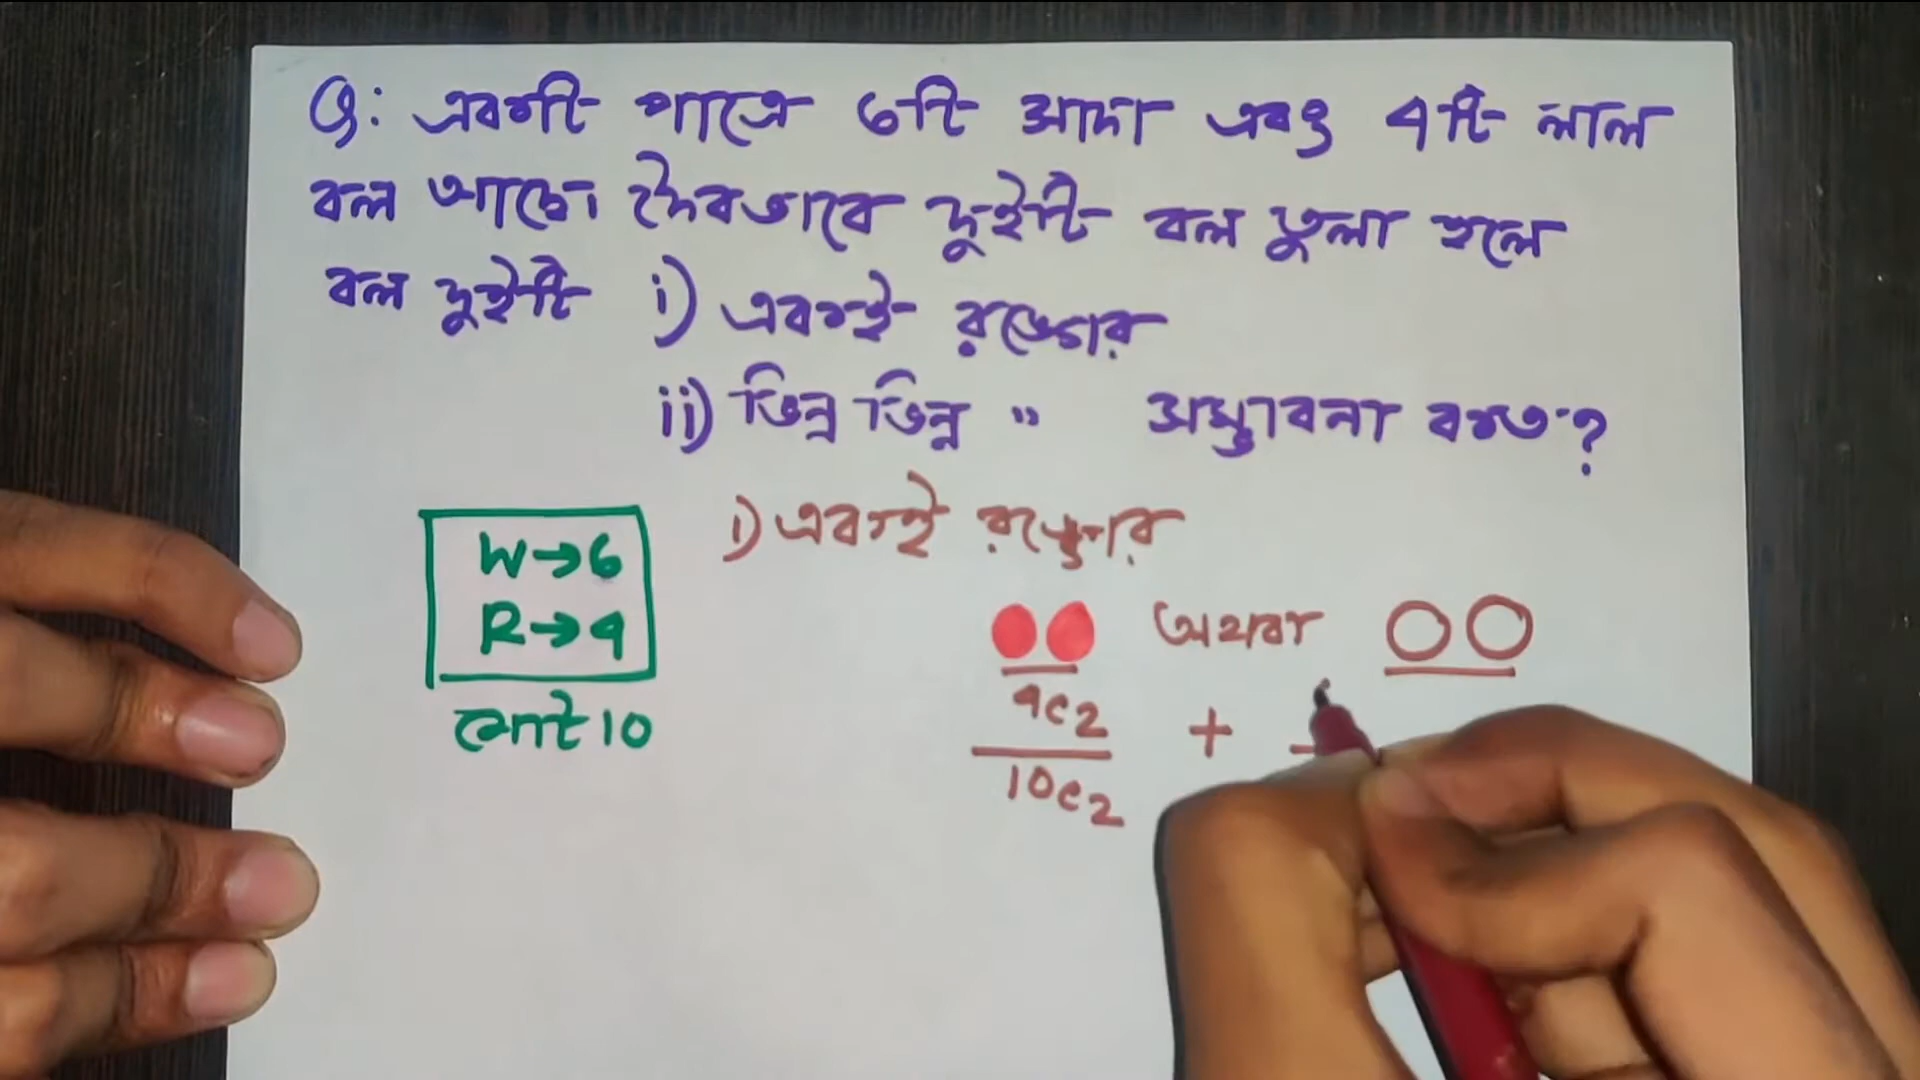 Q: একটি পাত্রে ৬টি সাদা এবং 4টি লাল
বল আছে। দৈবভাবে দুইটি বল তুলা হলে
বল দুইটি i) একই রঙের
ii) ভিন্ন ভিন্ন " সম্ভাবনা কত?
W→6
R→4
মোট 10
i) একই রঙের
অথবা
4c2 +
10c2